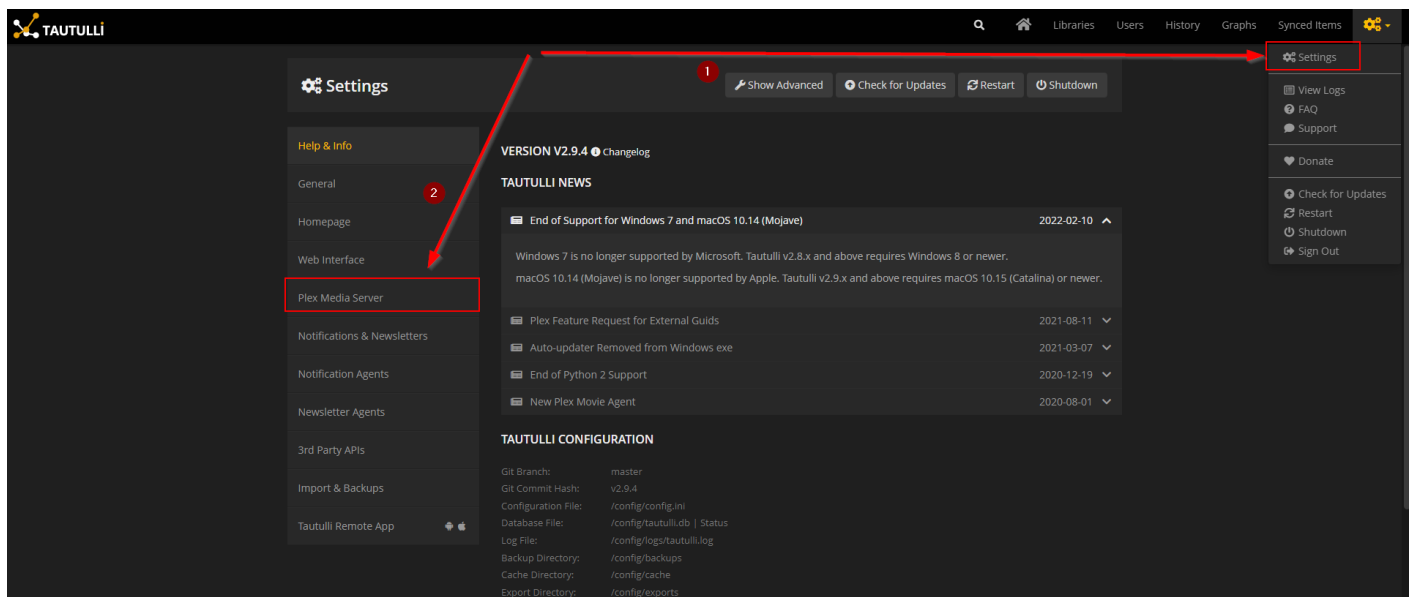 TAUTULLI
Libraries Users History Graphs Synced Items
Settings
View Logs
FAQ
Support
Donate
Check for Updates
Restart
Shutdown
Sign Out
1
Settings
Show Advanced Check for Updates Restart Shutdown
2
Help & Info
General
Homepage
Web Interface
Plex Media Server
Notifications & Newsletters
Notification Agents
Newsletter Agents
3rd Party APIs
Import & Backups
Tautulli Remote App
VERSION V2.9.4 Changelog
TAUTULLI NEWS
End of Support for Windows 7 and macOS 10.14 (Mojave) 2022-02-10
Windows 7 is no longer supported by Microsoft. Tautulli v2.8.x and above requires Windows 8 or newer.
macOS 10.14 (Mojave) is no longer supported by Apple. Tautulli v2.9.x and above requires macOS 10.15 (Catalina) or newer.
Plex Feature Request for External Guids 2021-08-11
Auto-updater Removed from Windows exe 2021-03-07
End of Python 2 Support 2020-12-19
New Plex Movie Agent 2020-08-01
TAUTULLI CONFIGURATION
Git Branch: master
Git Commit Hash: v2.9.4
Configuration File: /config/config.ini
Database File: /config/tautulli.db | Status
Log File: /config/logs/tautulli.log
Backup Directory: /config/backups
Cache Directory: /config/cache
Export Directory: /config/exports